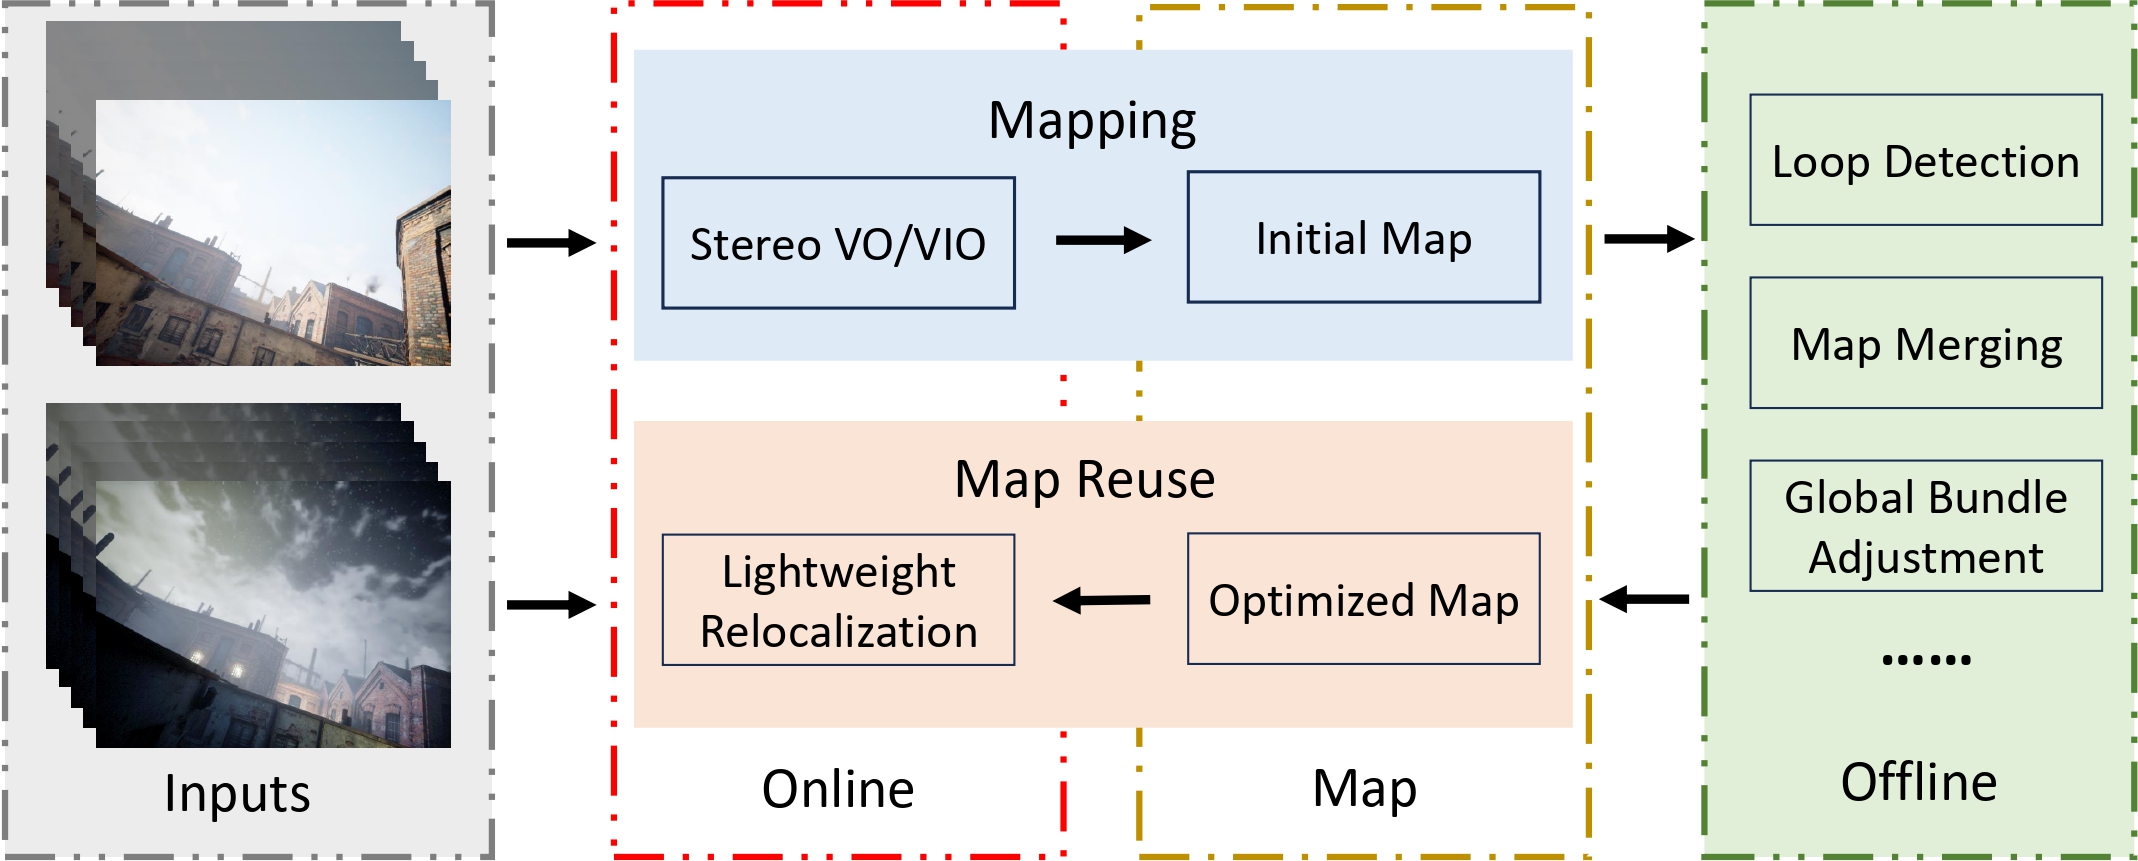 Mapping
Stereo VO/VIO
Initial Map
Map Reuse
Lightweight
Relocalization
Optimized Map
Loop Detection
Map Merging
Global Bundle
Adjustment
......
Inputs
Online
Map
Offline